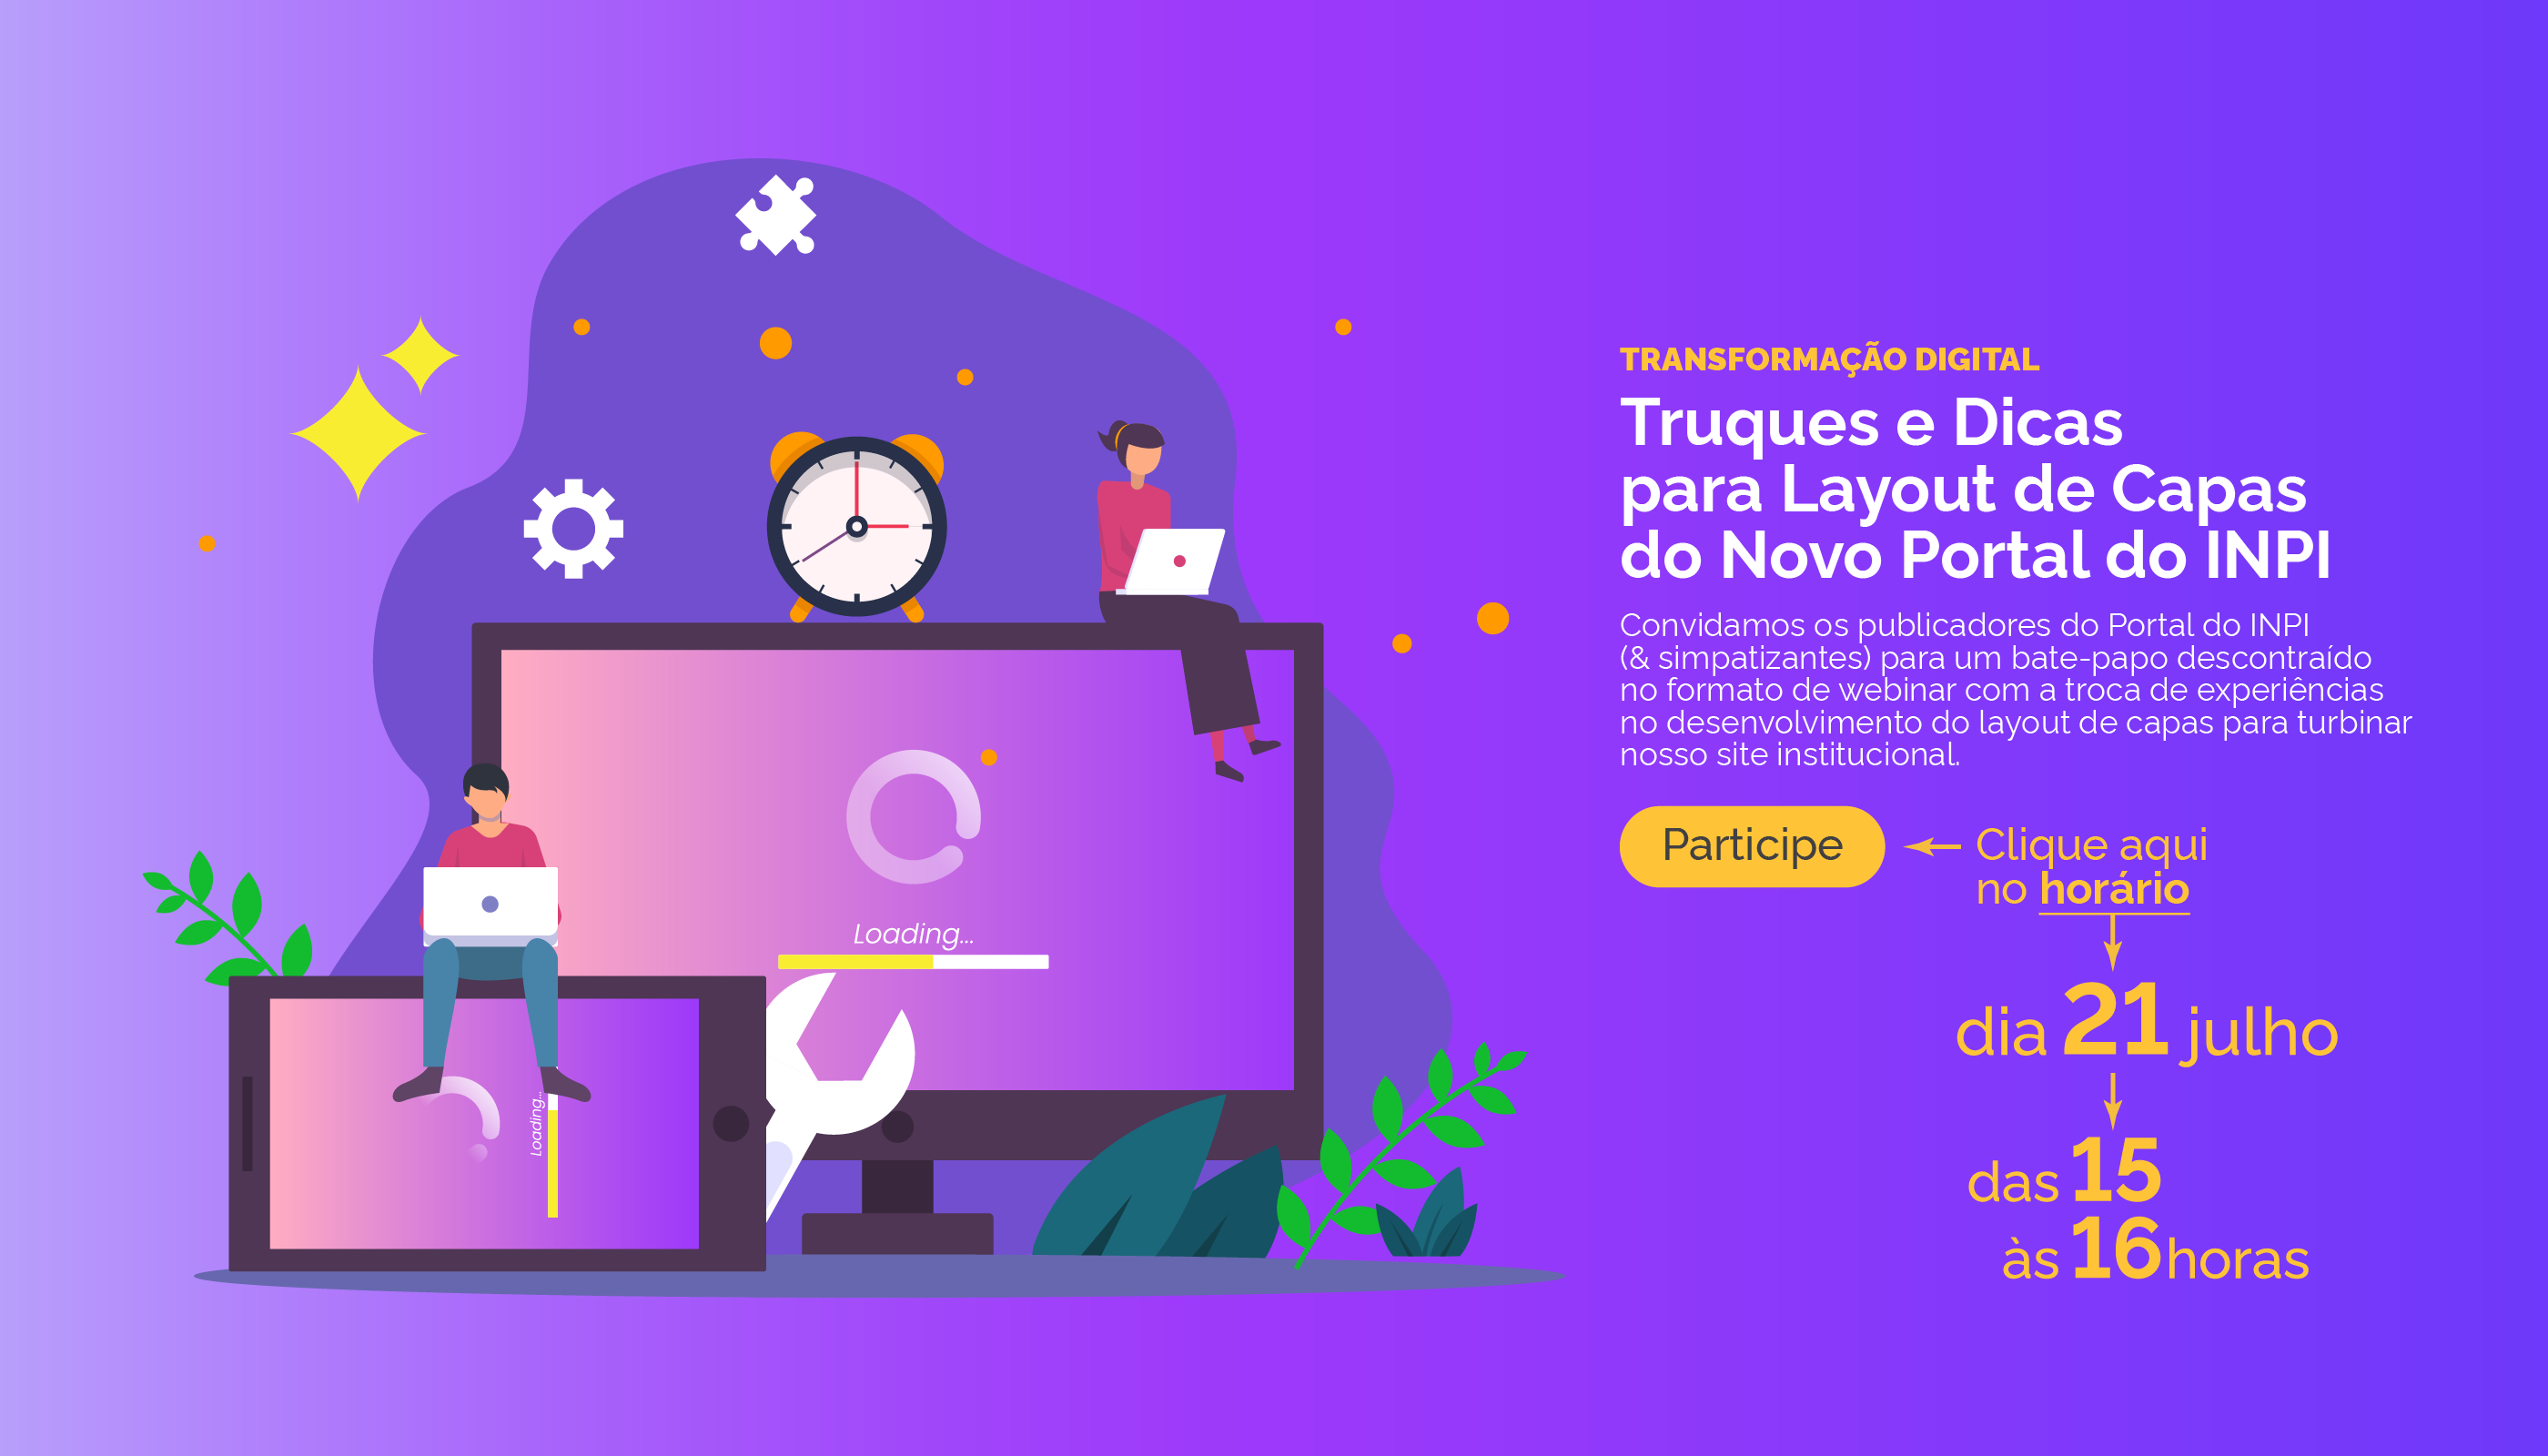 TRANSFORMAÇÃO DIGITAL
Truques e Dicas
para Layout de Capas
do Novo Portal do INPI
Convidamos os publicadores do Portal do INPI
(& simpatizantes) para um bate-papo descontraído
no formato de webinar com a troca de experiências
no desenvolvimento do layout de capas para turbinar
nosso site institucional.
Participe
Clique aqui
no horário
dia 21 julho
das 15
às 16 horas
Loading...
Loading...